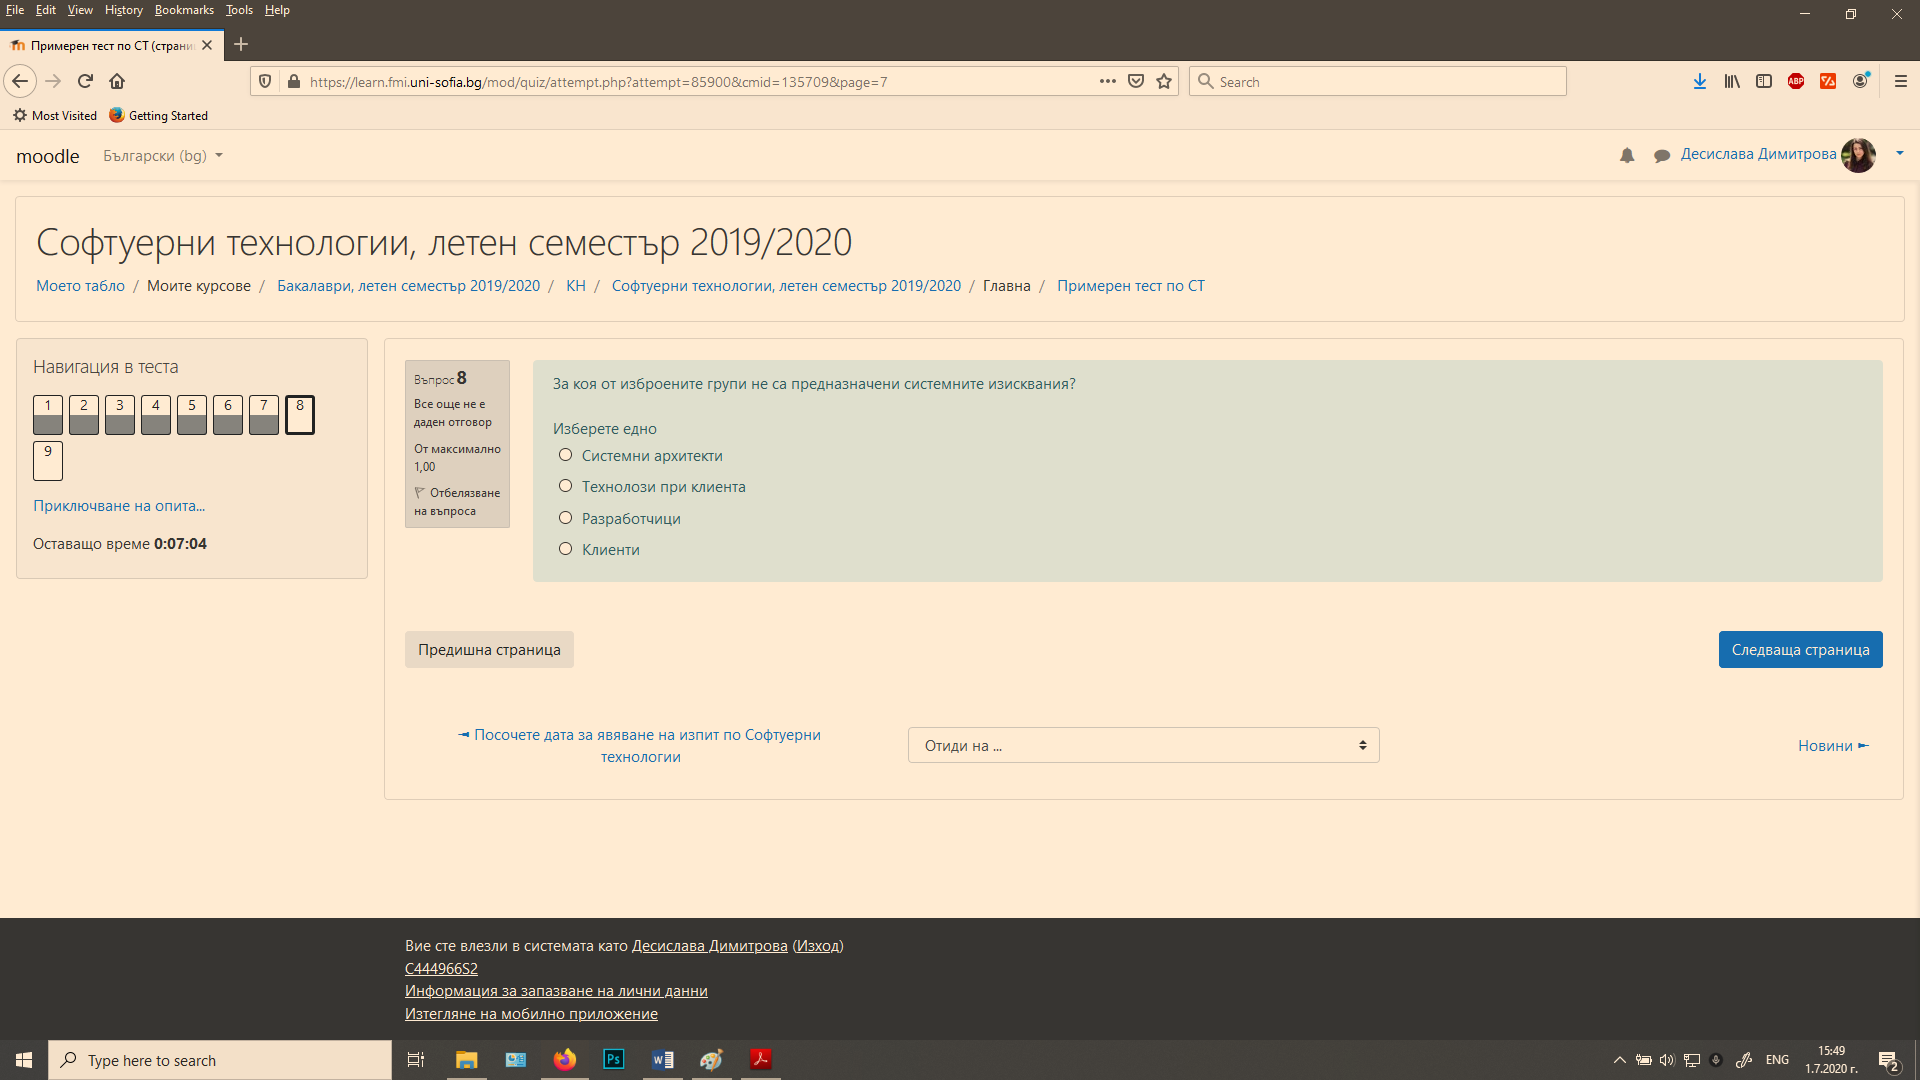 File Edit View History Bookmarks Tools Help
Примерен тест по СТ (страни
https://learn.fmi.uni-sofia.bg/mod/quiz/attempt.php?attempt=85900&cmid=135709&page=7
Search
ABP
Most Visited Getting Started
moodle Български (bg)
Десислава Димитрова
Софтуерни технологии, летен семестър 2019/2020
Моето табло / Моите курсове / Бакалаври, летен семестър 2019/2020 / КН / Софтуерни технологии, летен семестър 2019/2020 / Главна / Примерен тест по СТ
Навигация в теста
1 2 3 4 5 6 7 8
9
Приключване на опита...
Оставащо време 0:07:04
Въпрос 8
Все още не е
даден отговор
От максимално
1,00
Отбелязване
на въпроса
За коя от изброените групи не са предназначени системните изисквания?
Изберете едно
Системни архитекти
Технолози при клиента
Разработчици
Клиенти
Предишна страница
Следваща страница
◄ Посочете дата за явяване на изпит по Софтуерни
технологии
Отиди на ...
Новини ►
Вие сте влезли в системата като Десислава Димитрова (Изход)
C444966S2
Информация за запазване на лични данни
Изтегляне на мобилно приложение
Type here to search
Ps
ENG
15:49
1.7.2020 г.
2